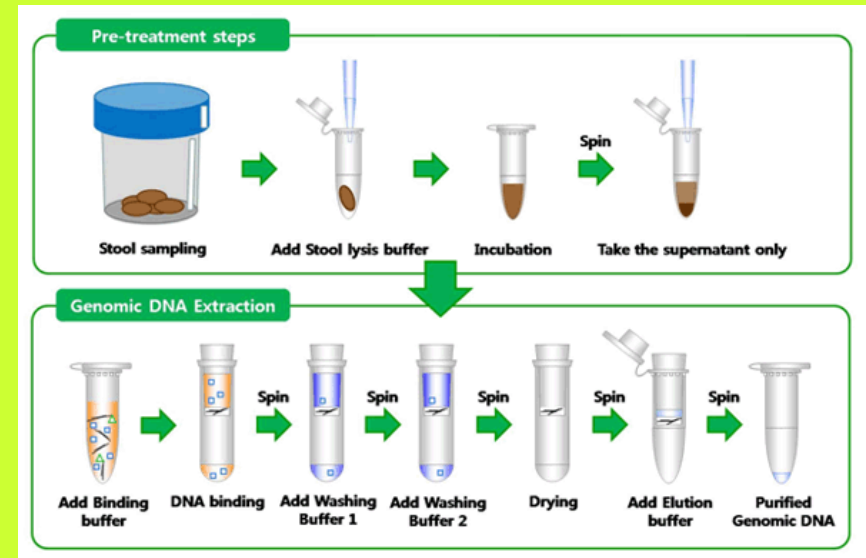 Pre-treatment steps
Spin
Stool sampling
Add Stool lysis buffer
Incubation
Take the supernatant only
Genomic DNA Extraction
Spin
Spin
Spin
Spin
Spin
Add Binding
buffer
DNA binding
Add Washing
Buffer 1
Add Washing
Buffer 2
Drying
Add Elution
buffer
Purified
Genomic DNA